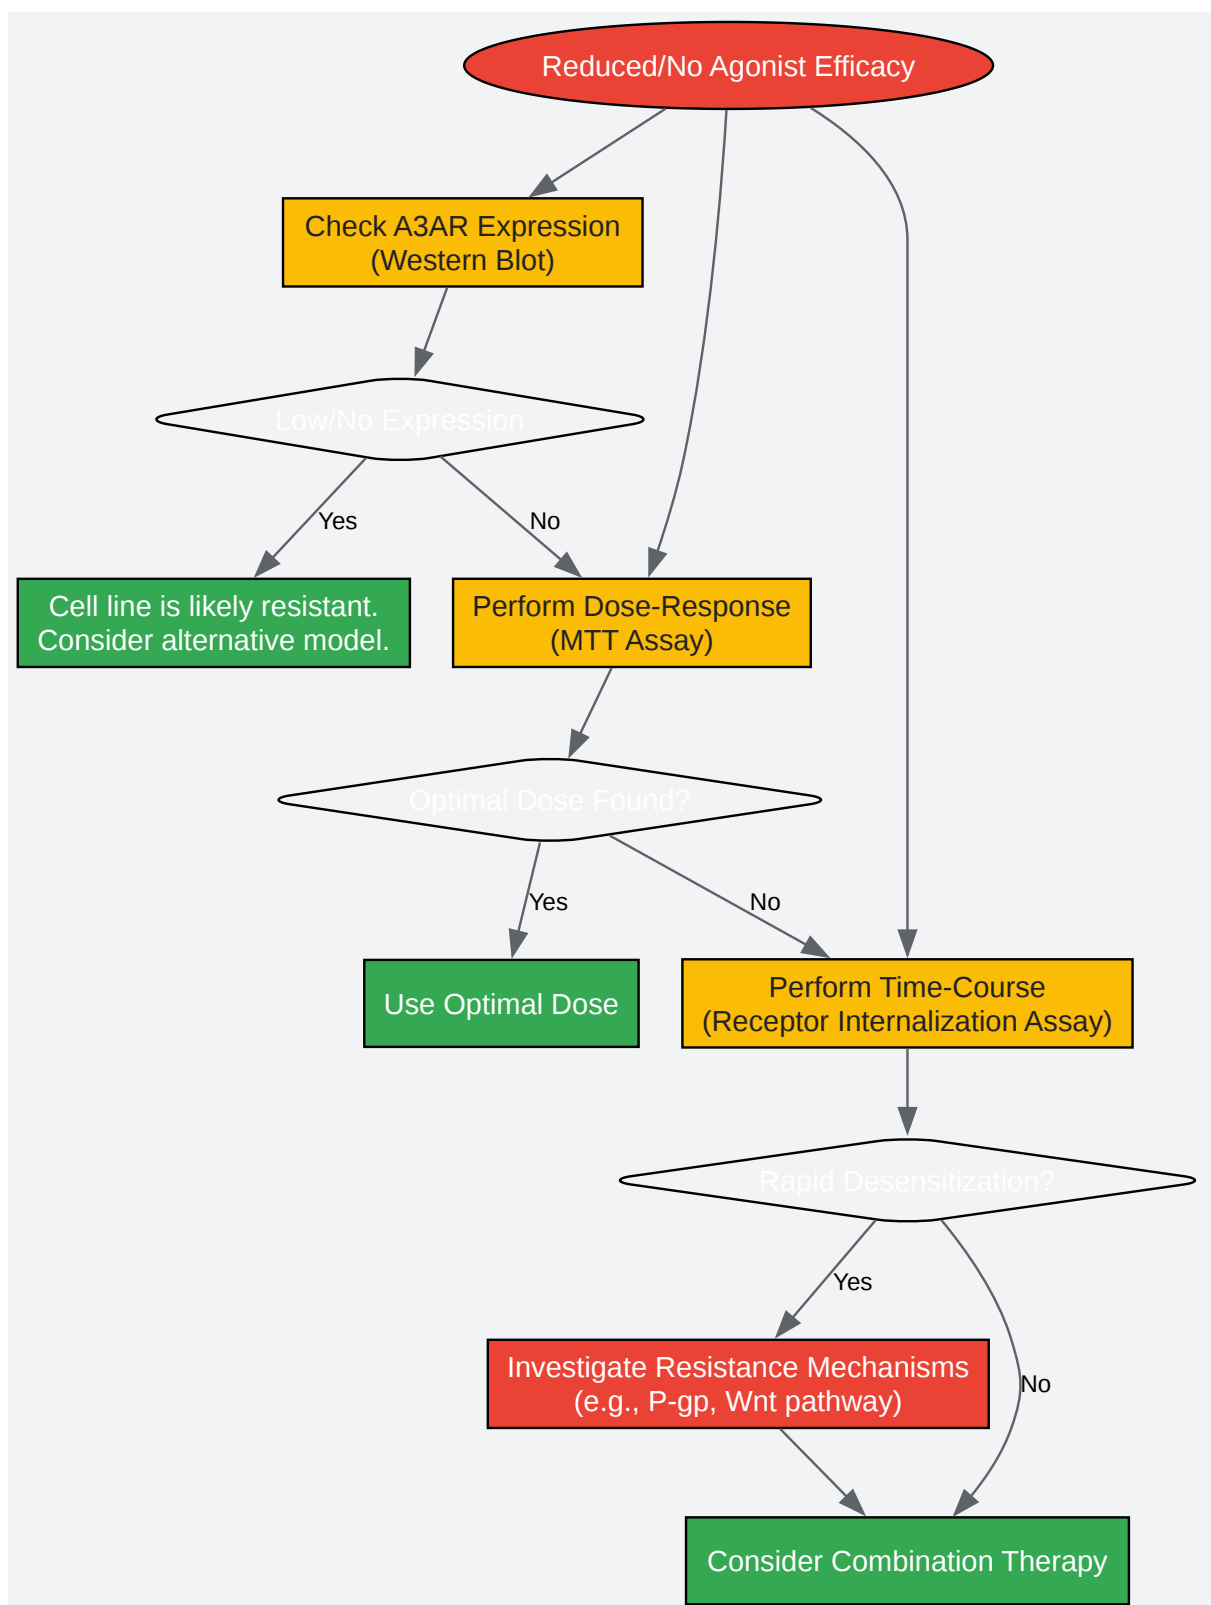 Reduced/No Agonist Efficacy
Check A3AR Expression
(Western Blot)
Low/No Expression
Yes
No
Cell line is likely resistant.
Consider alternative model.
Perform Dose-Response
(MTT Assay)
Optimal Dose Found?
Yes
No
Use Optimal Dose
Perform Time-Course
(Receptor Internalization Assay)
Rapid Desensitization?
Yes
Investigate Resistance Mechanisms
(e.g., P-gp, Wnt pathway)
No
Consider Combination Therapy